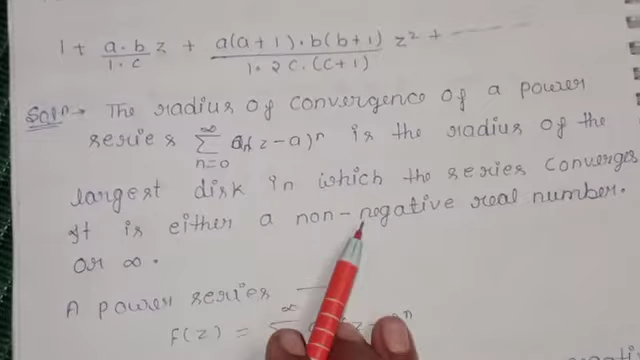 1 + a·b/1·c z + a(a+1)·b(b+1)/1·2c·(c+1) z² + -----
Solⁿ:- The radius of convergence of a power
series ∑_{n=0}^{∞} aₙ(z-a)ⁿ is the radius of the
largest disk in which the series converges
It is either a non-negative real number.
or ∞.
A power series
f(z) =